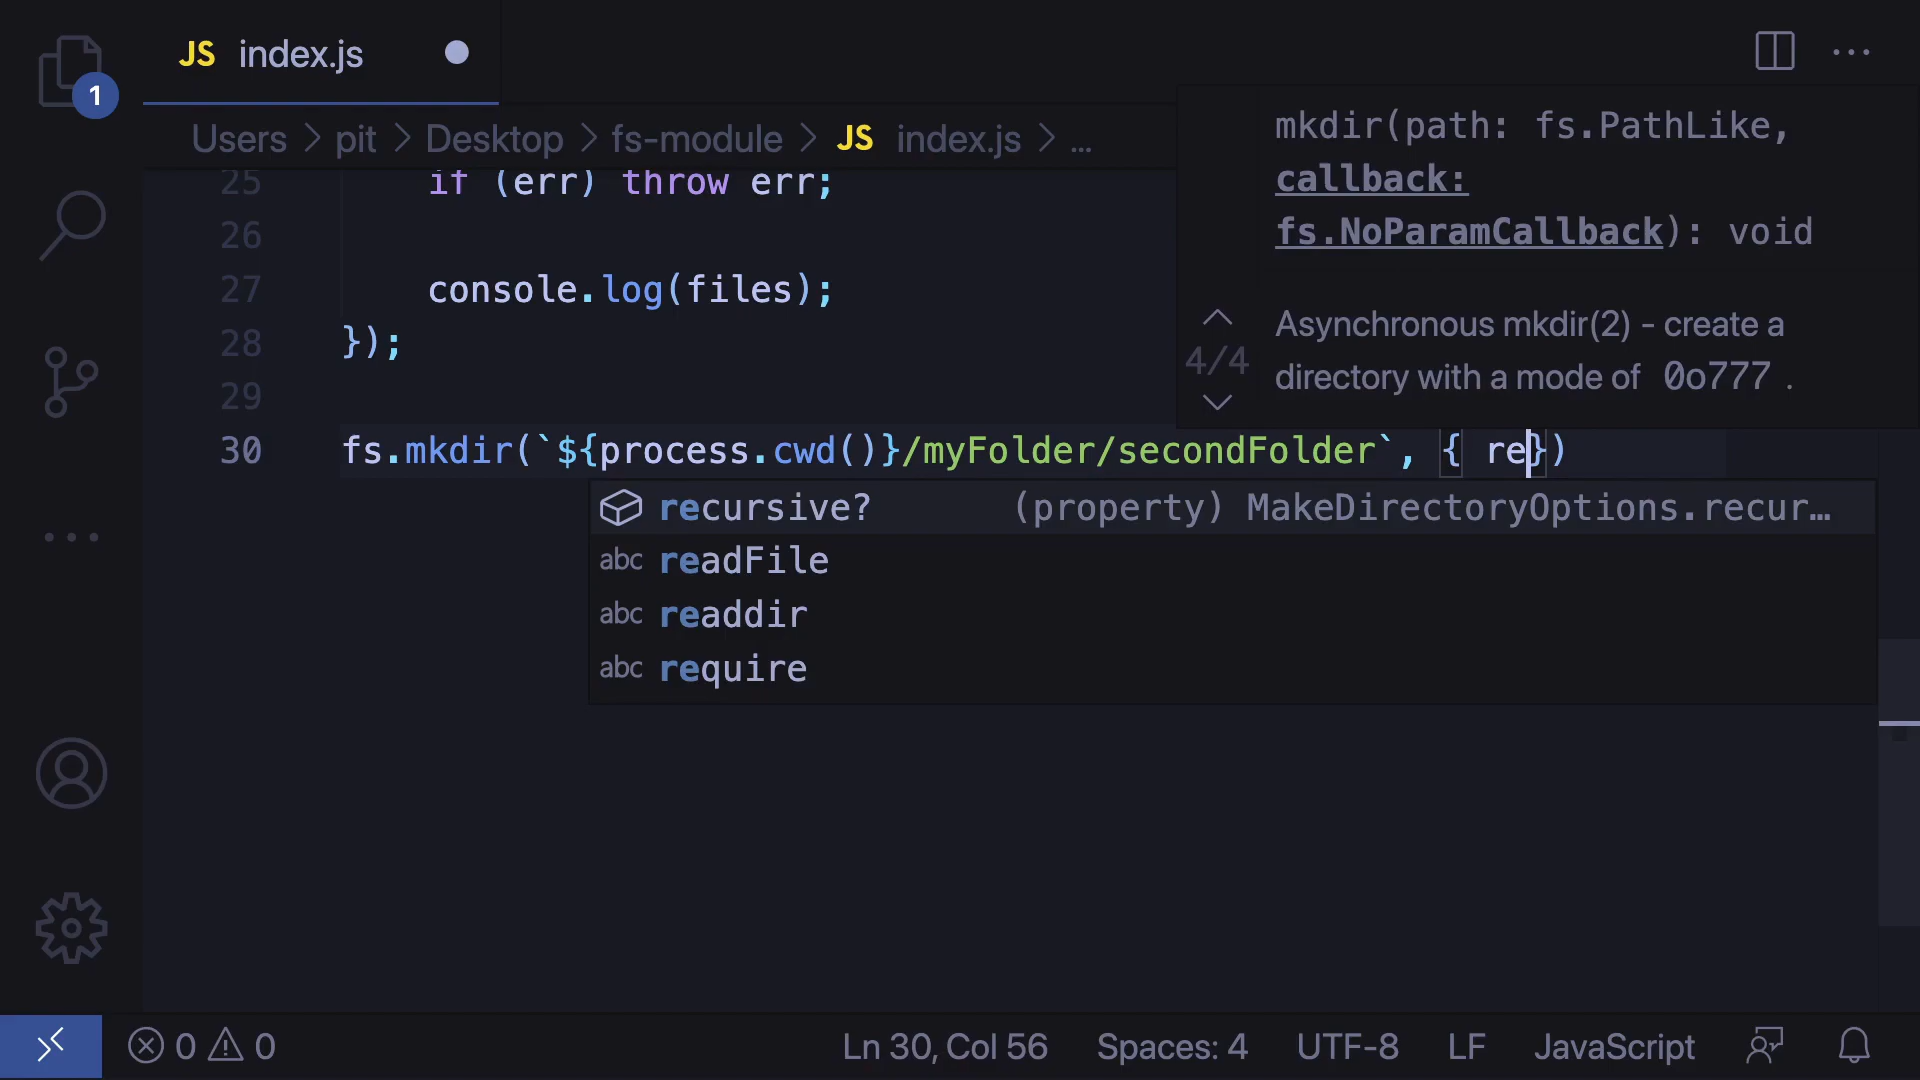 JS index.js
1
Users > pit > Desktop > fs-module > JS index.js > ...
mkdir(path: fs.PathLike,
callback:
fs.NoParamCallback): void
4/4
Asynchronous mkdir(2) - create a
directory with a mode of 0o777 .
25 if (err) throw err;
26
27 console.log(files);
28 });
29
30 fs.mkdir(`${process.cwd()}/myFolder/secondFolder`, { re})
recursive? (property) MakeDirectoryOptions.recur…
abc readFile
abc readdir
abc require
0 0 Ln 30, Col 56 Spaces: 4 UTF-8 LF JavaScript